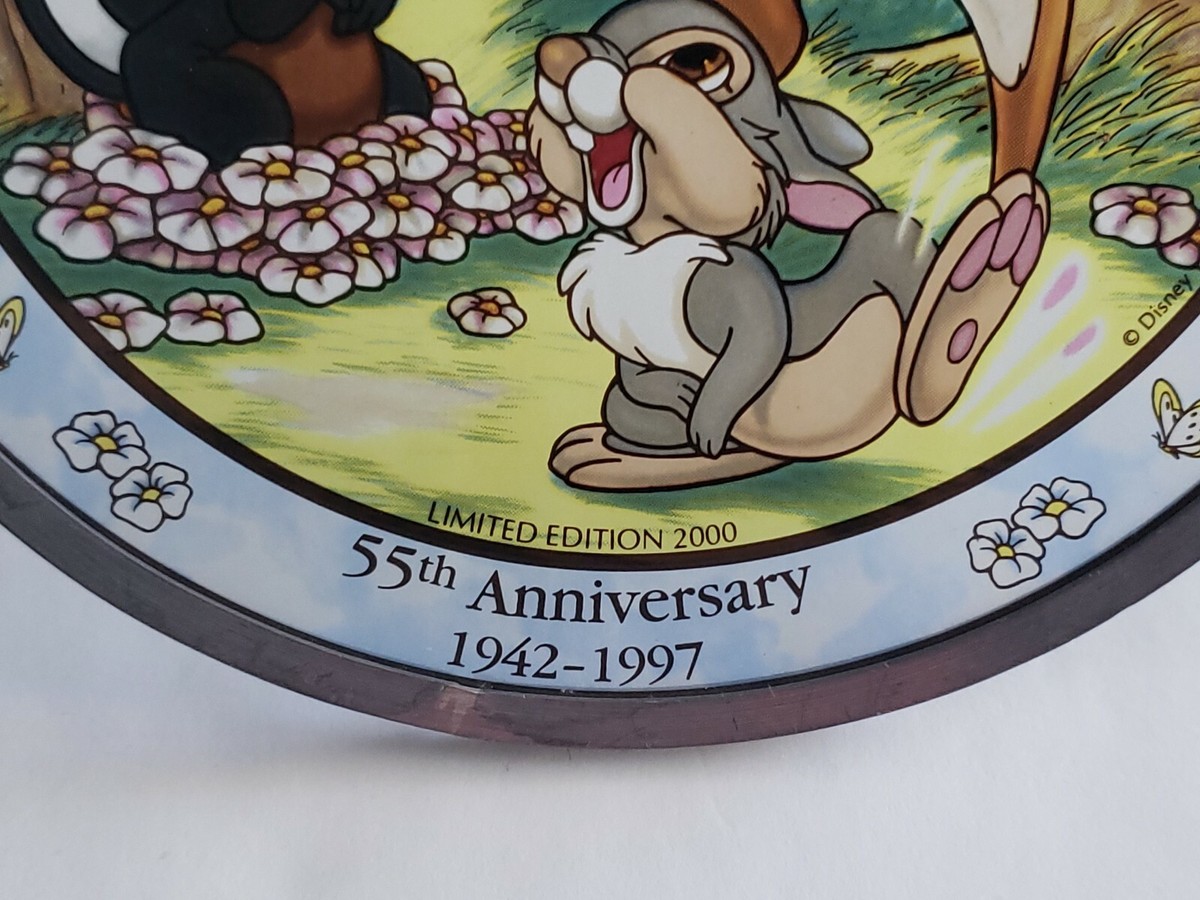 © Disney
LIMITED EDITION 2000
55th Anniversary
1942-1997